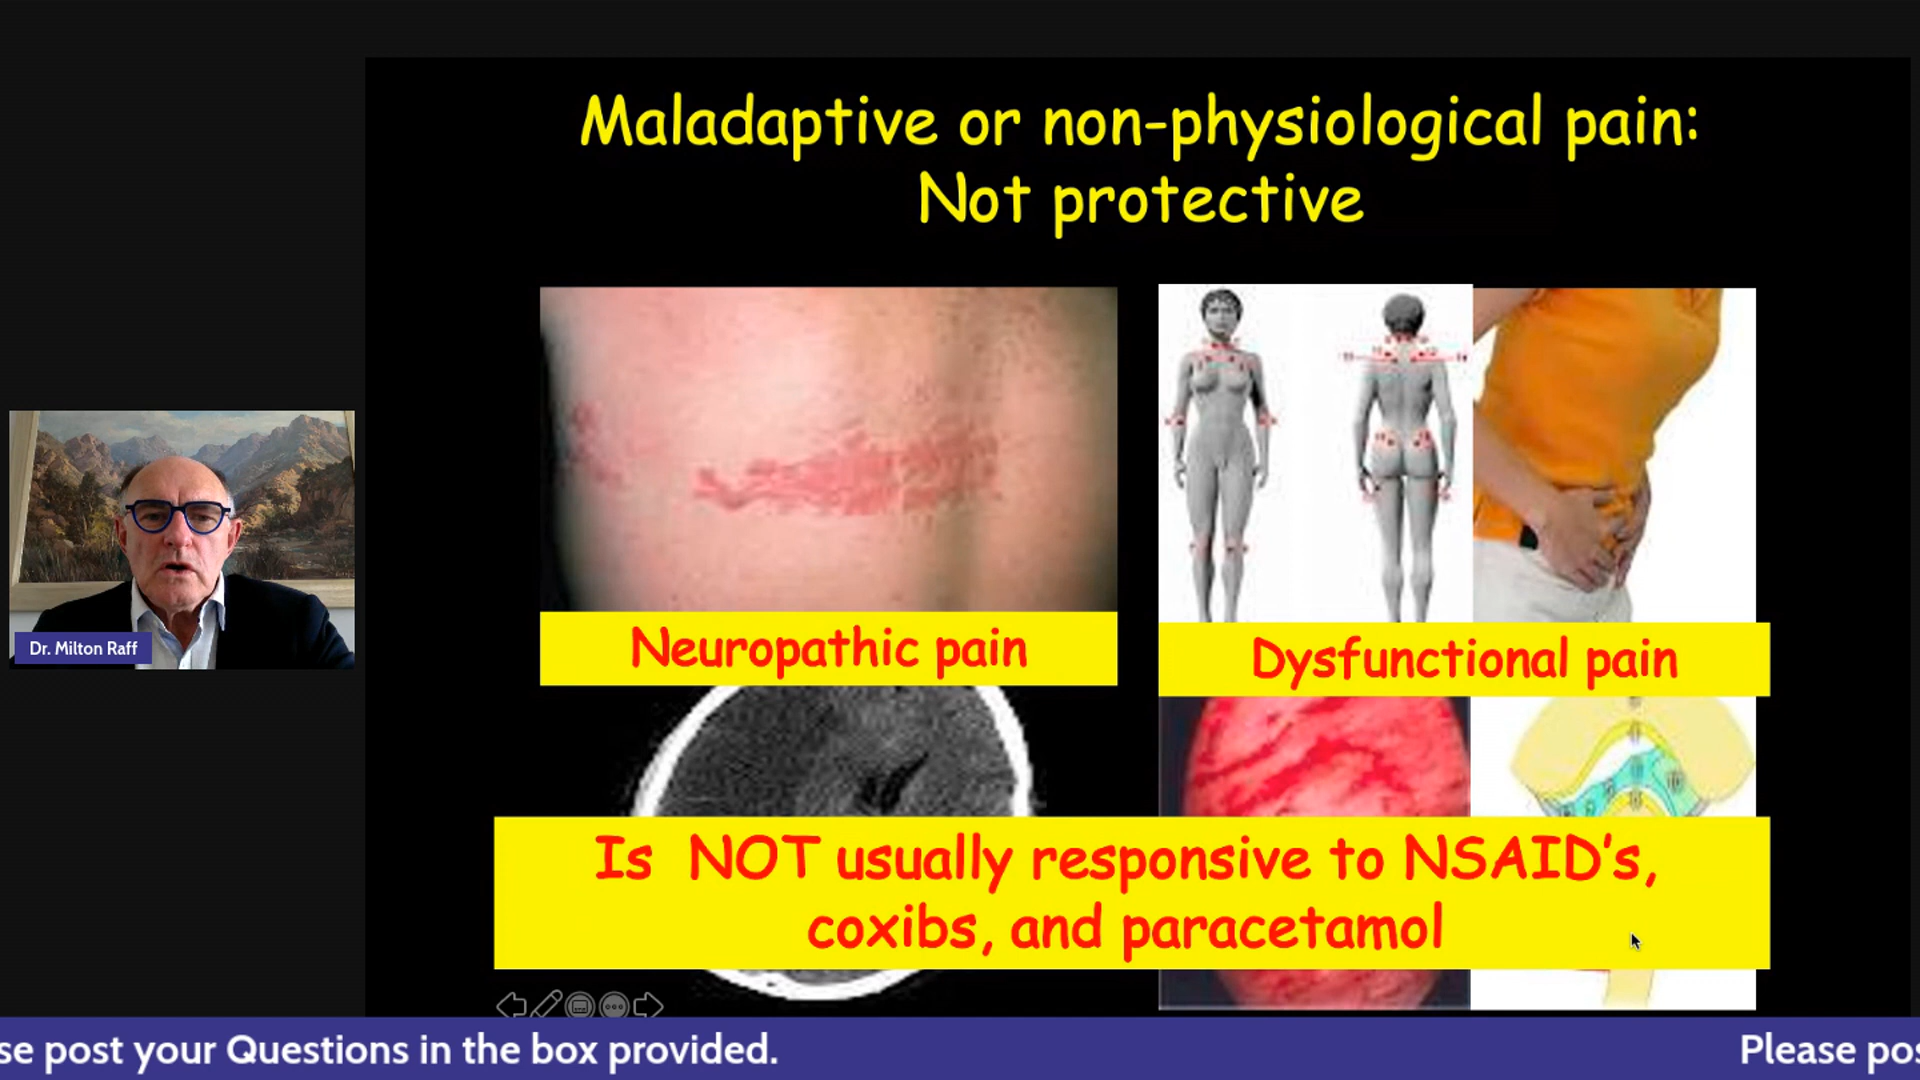 Maladaptive or non-physiological pain:
Not protective
Neuropathic pain
Dysfunctional pain
Is NOT usually responsive to NSAID's,
coxibs, and paracetamol
Dr. Milton Raff
se post your Questions in the box provided.
Please pos